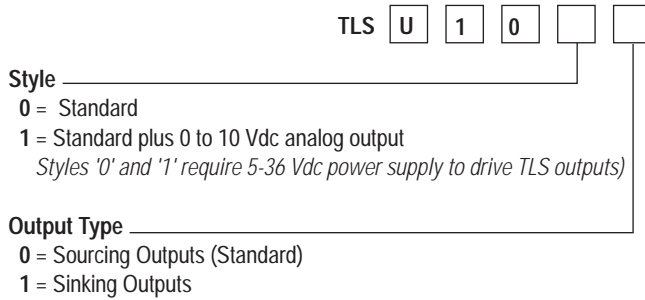 TLS U 1 0
Style
0 = Standard
1 = Standard plus 0 to 10 Vdc analog output
Styles '0' and '1' require 5-36 Vdc power supply to drive TLS outputs)
Output Type
0 = Sourcing Outputs (Standard)
1 = Sinking Outputs